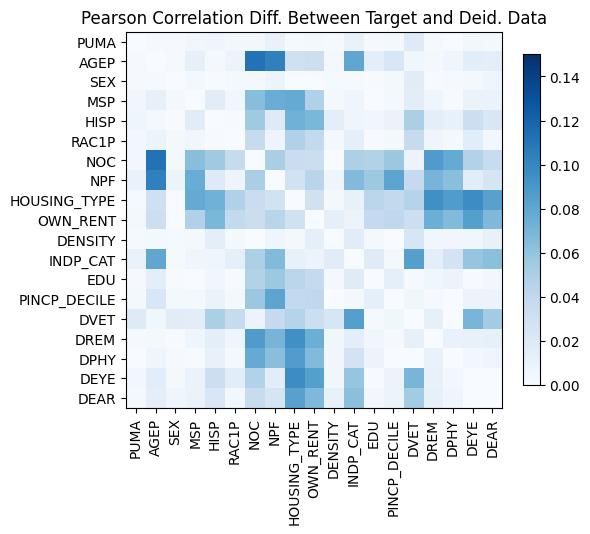 Pearson Correlation Diff. Between Target and Deid. Data
PUMA
AGEP
SEX
MSP
HISP
RAC1P
NOC
NPF
HOUSING_TYPE
OWN_RENT
DENSITY
INDP_CAT
EDU
PINCP_DECILE
DVET
DREM
DPHY
DEYE
DEAR
PUMA
AGEP
SEX
MSP
HISP
RAC1P
NOC
NPF
HOUSING_TYPE
OWN_RENT
DENSITY
INDP_CAT
EDU
PINCP_DECILE
DVET
DREM
DPHY
DEYE
DEAR
0.14
0.12
0.10
0.08
0.06
0.04
0.02
0.00